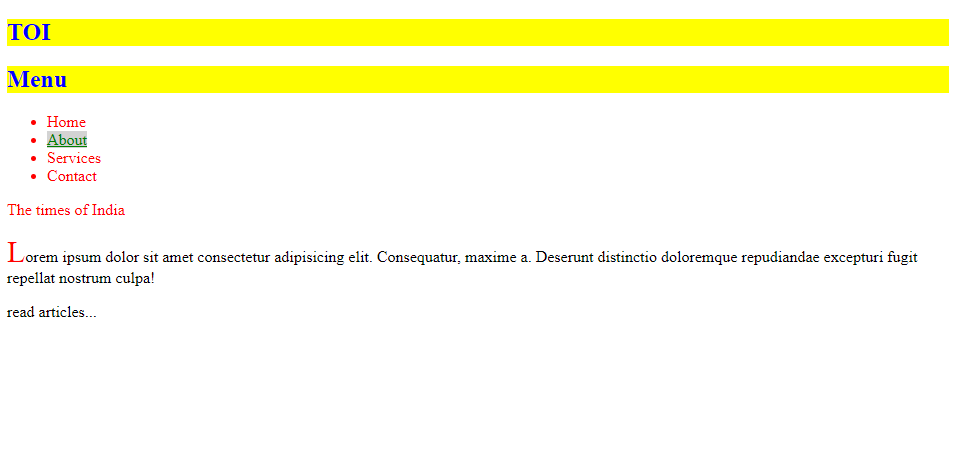 TOI
Menu
Home
About
Services
Contact
The times of India
Lorem ipsum dolor sit amet consectetur adipisicing elit. Consequatur, maxime a. Deserunt distinctio doloremque repudiandae excepturi fugit
repellat nostrum culpa!
read articles...